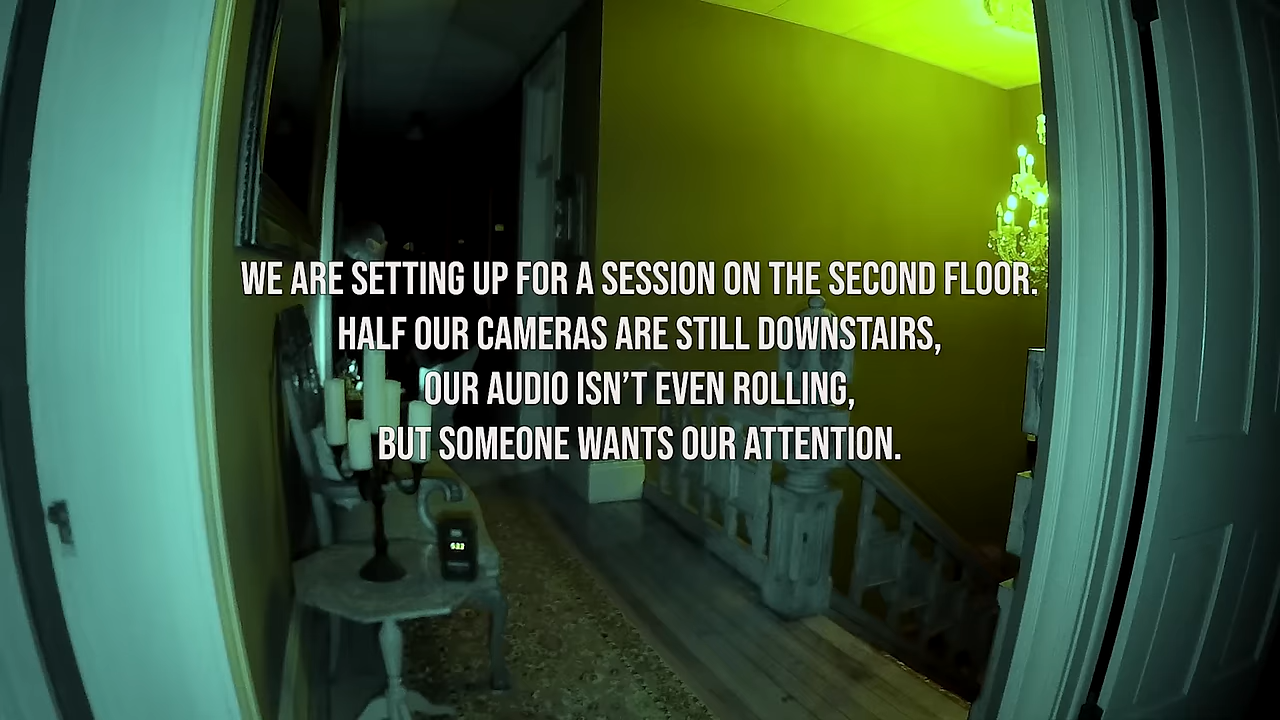 WE ARE SETTING UP FOR A SESSION ON THE SECOND FLOOR.
HALF OUR CAMERAS ARE STILL DOWNSTAIRS,
OUR AUDIO ISN’T EVEN ROLLING,
BUT SOMEONE WANTS OUR ATTENTION.